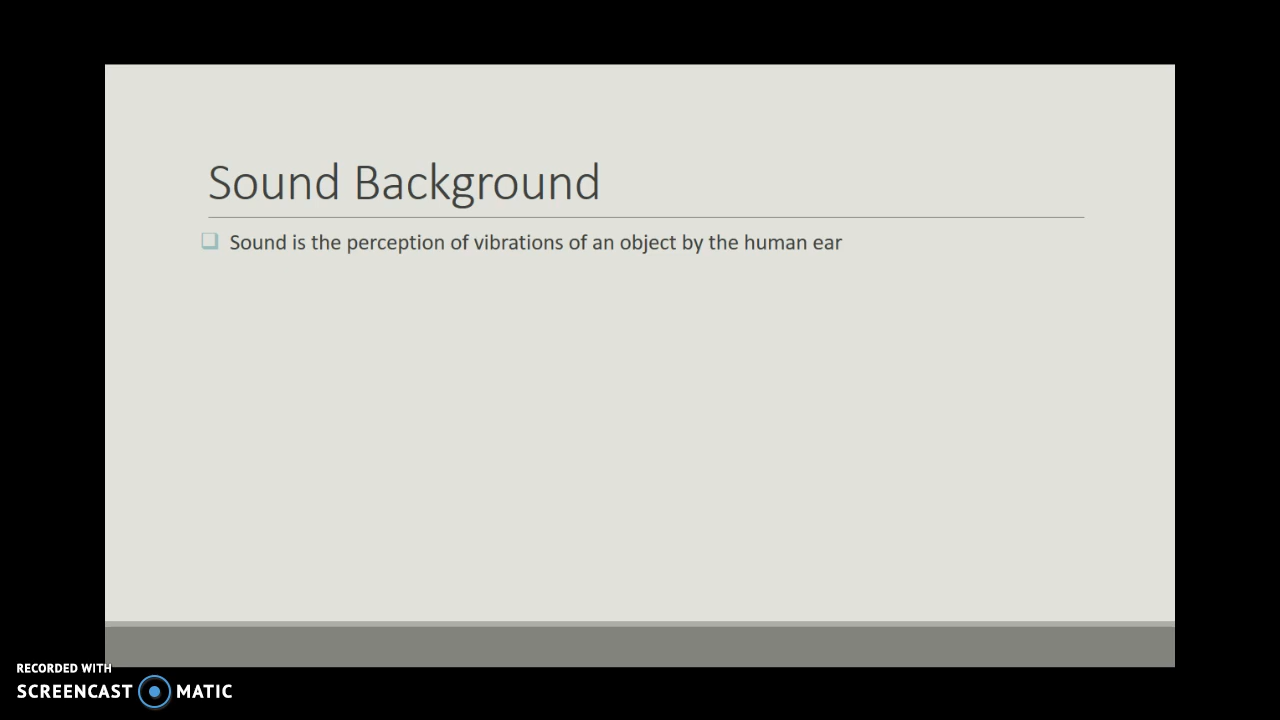 Sound Background
Sound is the perception of vibrations of an object by the human ear
RECORDED WITH
SCREENCAST MATIC